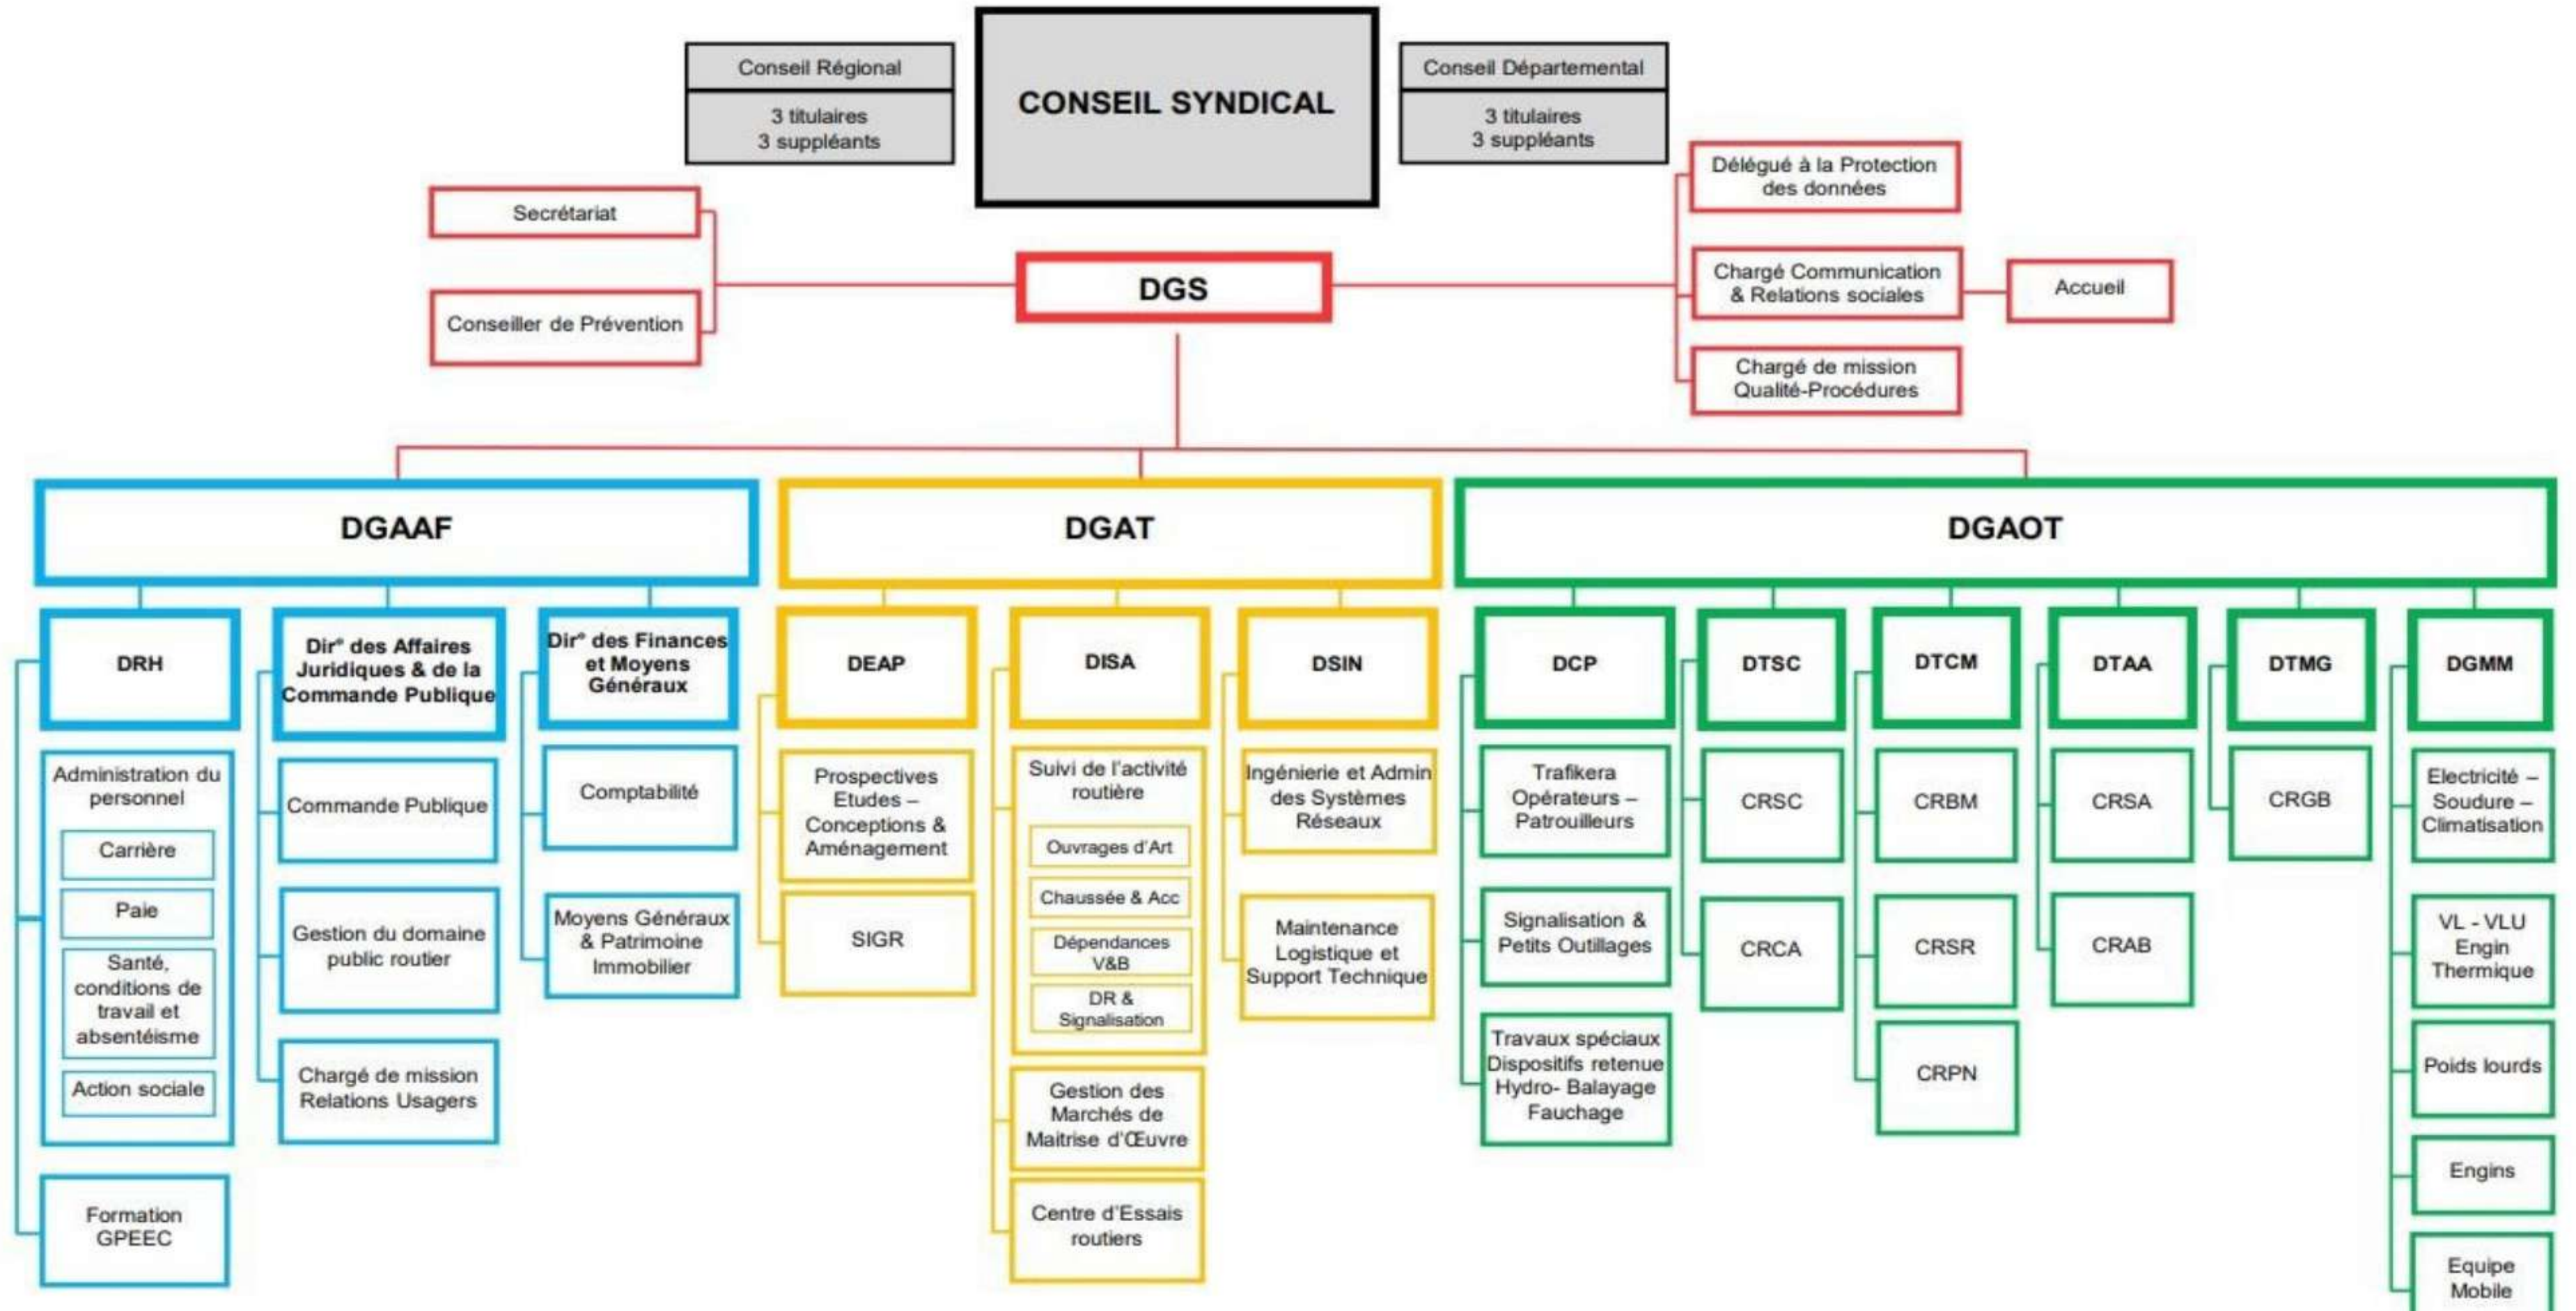 CONSEIL SYNDICAL
Conseil Régional
3 titulaires
3 suppléants
Conseil Départemental
3 titulaires
3 suppléants
Secrétariat
Conseiller de Prévention
DGS
Délégué à la Protection
des données
Chargé Communication
& Relations sociales
Accueil
Chargé de mission
Qualité-Procédures
DGAAF
DRH
Administration du
personnel
Carrière
Paie
Santé,
conditions de
travail et
absentéisme
Action sociale
Formation
GPEEC
Dir° des Affaires
Juridiques & de la
Commande Publique
Commande Publique
Gestion du domaine
public routier
Chargé de mission
Relations Usagers
Dir° des Finances
et Moyens
Généraux
Comptabilité
Moyens Généraux
& Patrimoine
Immobilier
DGAT
DEAP
Prospectives
Etudes –
Conceptions &
Aménagement
SIGR
DISA
Suivi de l'activité
routière
Ouvrages d'Art
Chaussée & Acc
Dépendances
V&B
DR &
Signalisation
Gestion des
Marchés de
Maitrise d'Œuvre
Centre d'Essais
routiers
DSIN
Ingénierie et Admin
des Systèmes
Réseaux
Maintenance
Logistique et
Support Technique
DGAOT
DCP
Trafikera
Opérateurs –
Patrouilleurs
Signalisation &
Petits Outillages
Travaux spéciaux
Dispositifs retenue
Hydro- Balayage
Fauchage
DTSC
CRSC
CRCA
DTCM
CRBM
CRSR
CRPN
DTAA
CRSA
CRAB
DTMG
CRGB
DGMM
Electricité –
Soudure –
Climatisation
VL - VLU
Engin
Thermique
Poids lourds
Engins
Equipe
Mobile